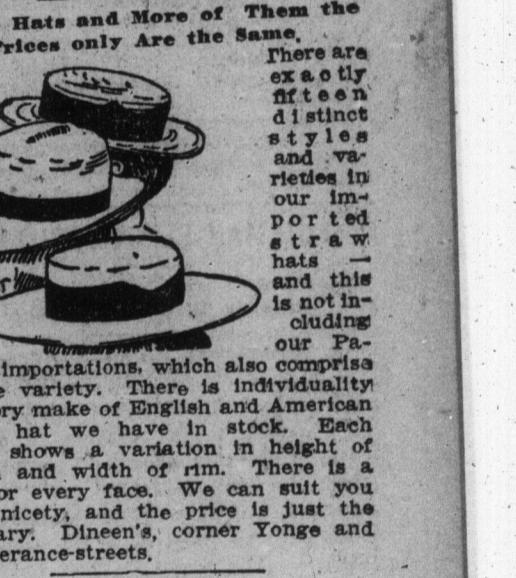 Hats and More of Them the
Prices only Are the Same.
There are
exactly
fifteen
distinct
styles
and va-
rieties in
our im-
ported
straw
hats —
and this
is not in-
cluding
our Pa-
importations, which also comprise
variety. There is individuality
ry make of English and American
hat we have in stock. Each
shows a variation in height of
and width of rim. There is a
or every face. We can suit you
nicety, and the price is just the
ary. Dineen's, corner Yonge and
erance-streets.